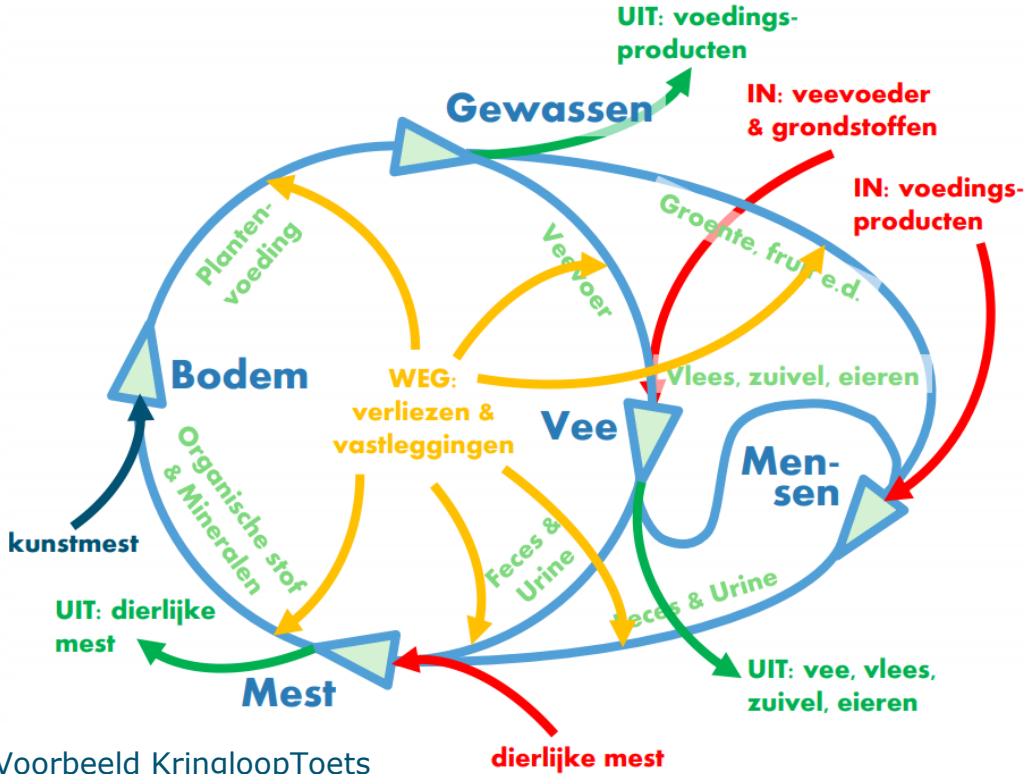 UIT: voedings-
producten
Gewassen
IN: veevoeder
& grondstoffen
IN: voedings-
producten
Planten-
voeding
Veevoer
Groente, fruit e.d.
Bodem
WEG:
verliezen &
vastleggingen
Vlees, zuivel, eieren
Vee
Men-
sen
Organische stof
& Mineralen
kunstmest
Feces &
Urine
Feces & Urine
UIT: dierlijke
mest
Mest
UIT: vee, vlees,
zuivel, eieren
dierlijke mest
Voorbeeld KringloopToets